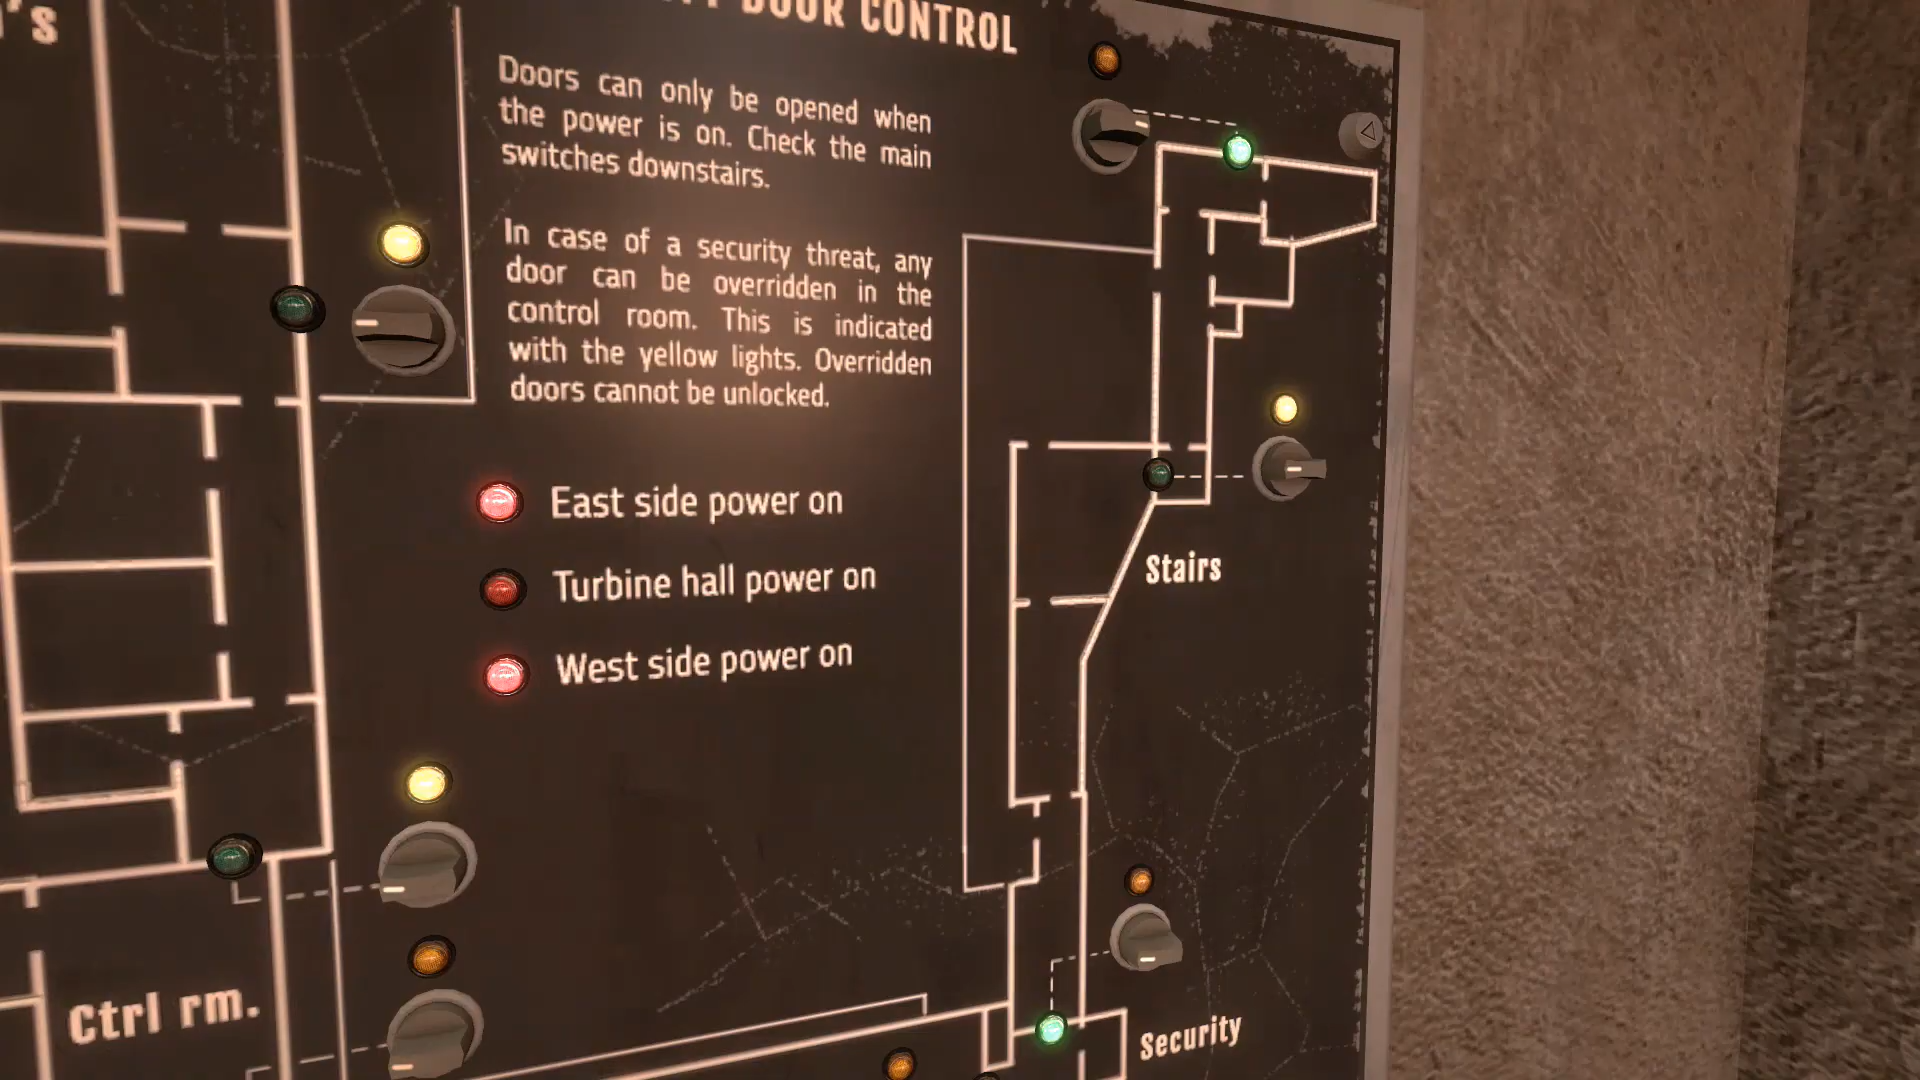 DOOR CONTROL
Doors can only be opened when
the power is on. Check the main
switches downstairs.
In case of a security threat, any
door can be overridden in the
control room. This is indicated
with the yellow lights. Overridden
doors cannot be unlocked.
East side power on
Turbine hall power on
West side power on
Stairs
Ctrl rm.
Security